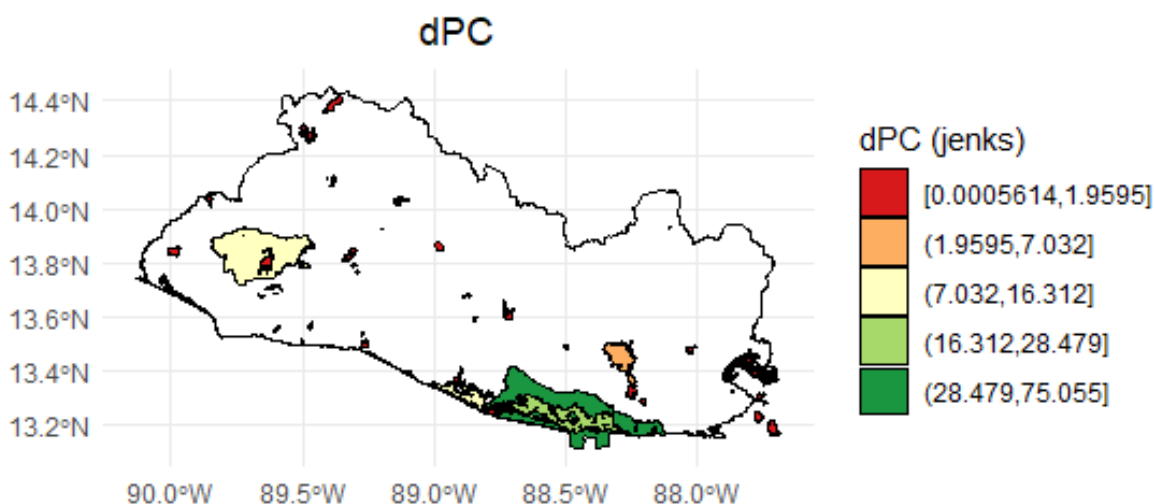 dPC
14.4°N
14.2°N
14.0°N
13.8°N
13.6°N
13.4°N
13.2°N
90.0°W 89.5°W 89.0°W 88.5°W 88.0°W
dPC (jenks)
[0.0005614,1.9595]
(1.9595,7.032]
(7.032,16.312]
(16.312,28.479]
(28.479,75.055]